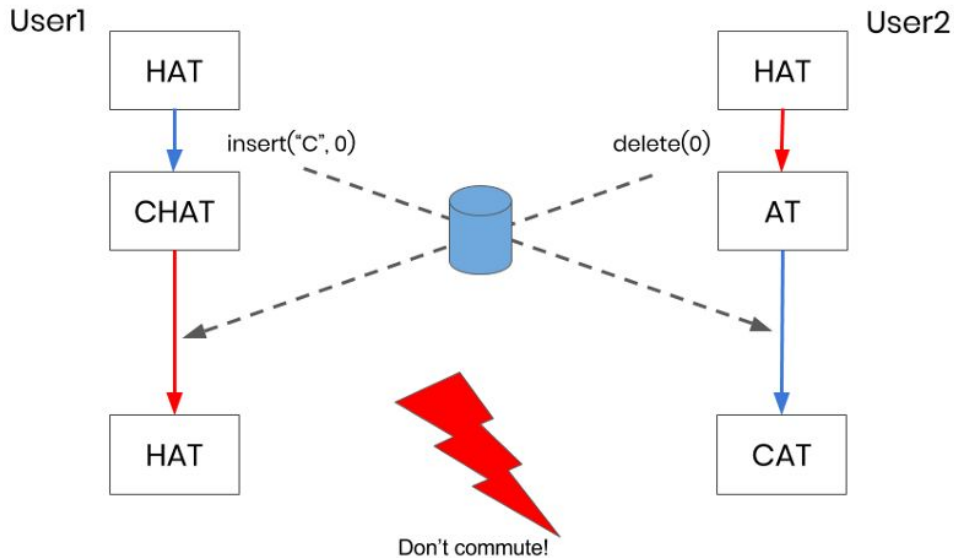 User1
User2
HAT
HAT
insert(“C”, 0)
delete(0)
CHAT
AT
HAT
CAT
Don’t commute!